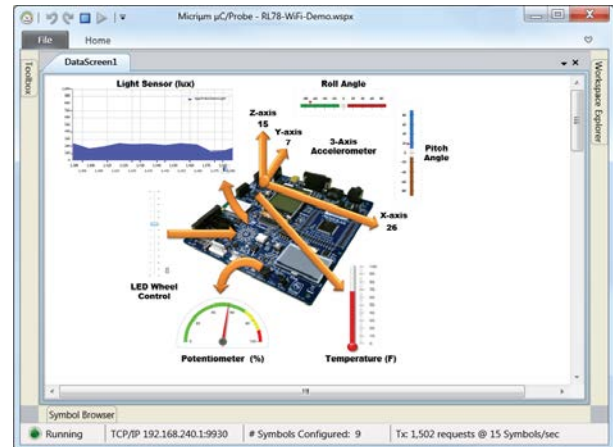 Micriµm µC/Probe - RL78-WiFi-Demo.wspx
File
Home
Toolbox
DataScreen1
Workspace Explorer
Light Sensor (lux)
Roll Angle
Z-axis
15
Y-axis
7
3-Axis
Accelerometer
Pitch
Angle
X-axis
26
LED Wheel
Control
Potentiometer (%)
Temperature (F)
Symbol Browser
Running
TCP/IP 192.168.240.1:9930
# Symbols Configured: 9
Tx: 1,502 requests @ 15 Symbols/sec